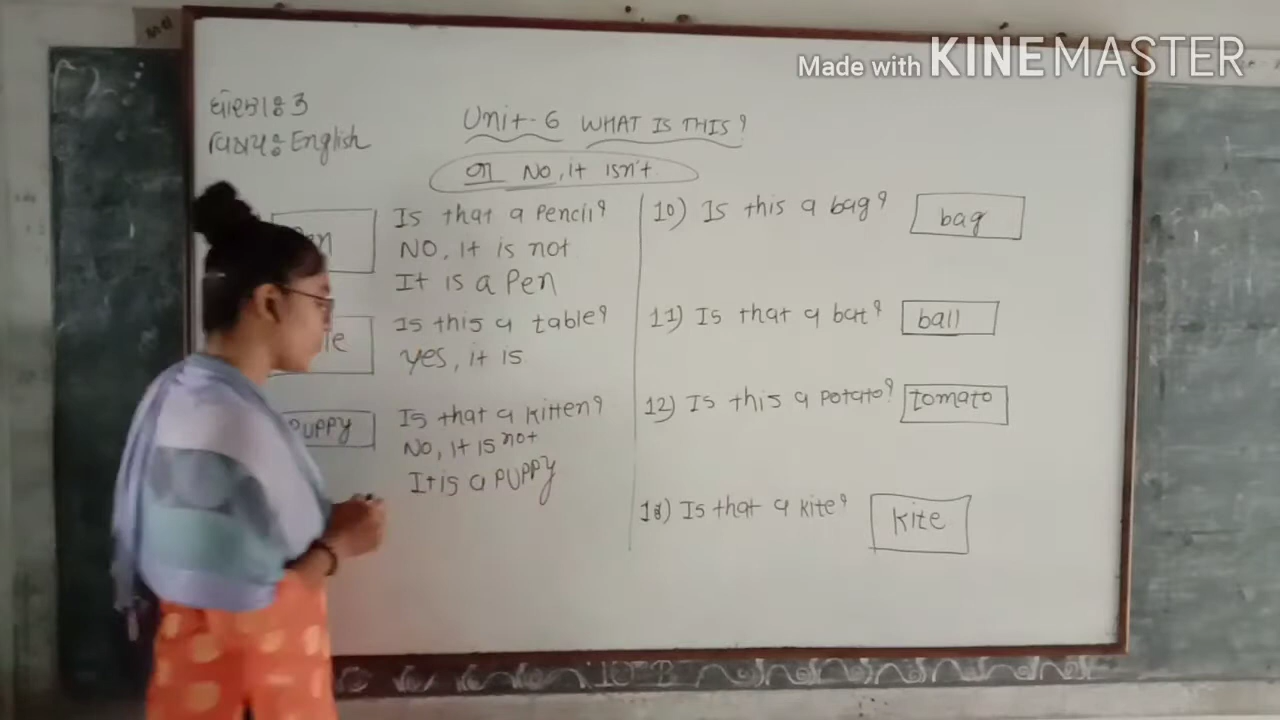 Made with KINEMASTER
ધોરણઃ 3
વિષયઃ English
Unit-6 WHAT IS THIS?
No, it isn't.
Pen
Is that a Pencil?
NO, it is not
It is a Pen
Is this a table?
yes, it is
PUPPY
Is that a kitten?
No, it is not
It is a PUPPY
10) Is this a bag?
bag
11) Is that a bat?
ball
12) Is this a potato?
tomato
Is that a kite?
kite
10-B